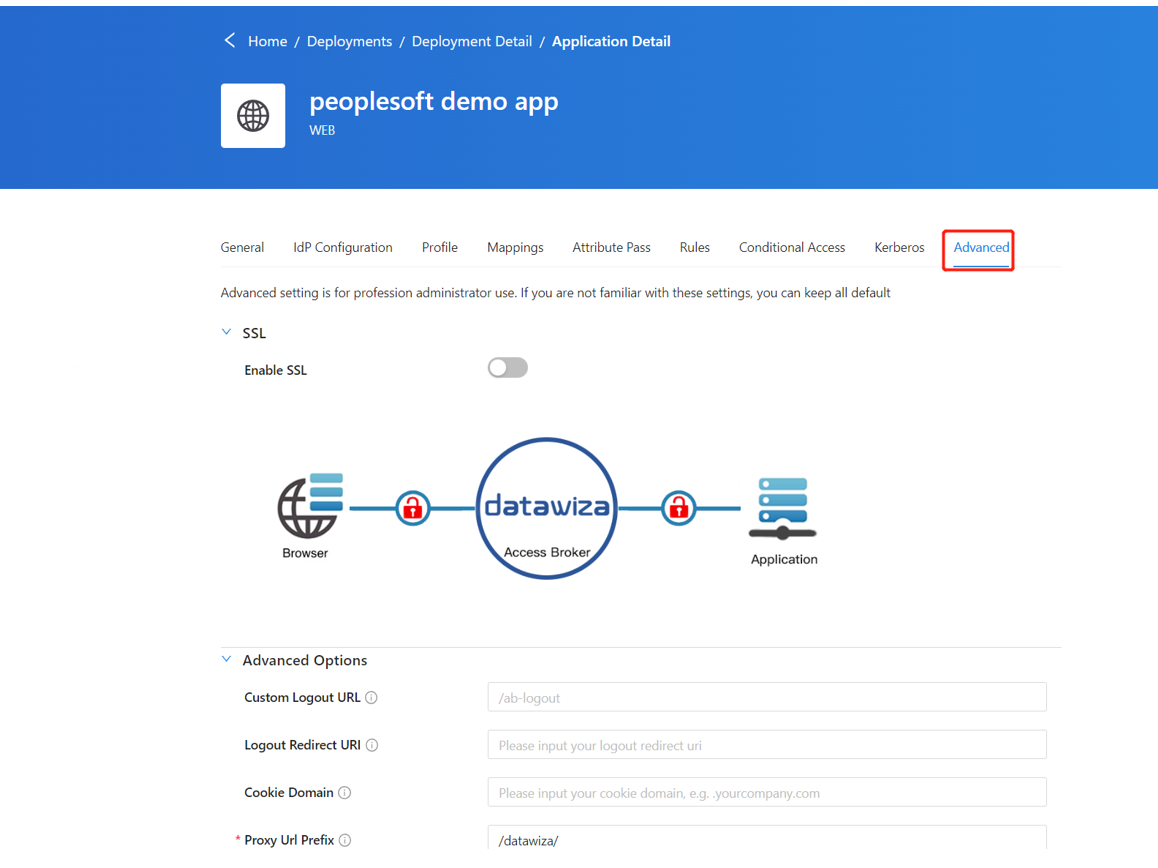 Home / Deployments / Deployment Detail / Application Detail
peoplesoft demo app
WEB
General IdP Configuration Profile Mappings Attribute Pass Rules Conditional Access Kerberos Advanced
Advanced setting is for profession administrator use. If you are not familiar with these settings, you can keep all default
SSL
Enable SSL
datawiza
Access Broker
Browser
Application
Advanced Options
Custom Logout URL /ab-logout
Logout Redirect URI Please input your logout redirect uri
Cookie Domain Please input your cookie domain, e.g. .yourcompany.com
* Proxy Url Prefix /datawiza/